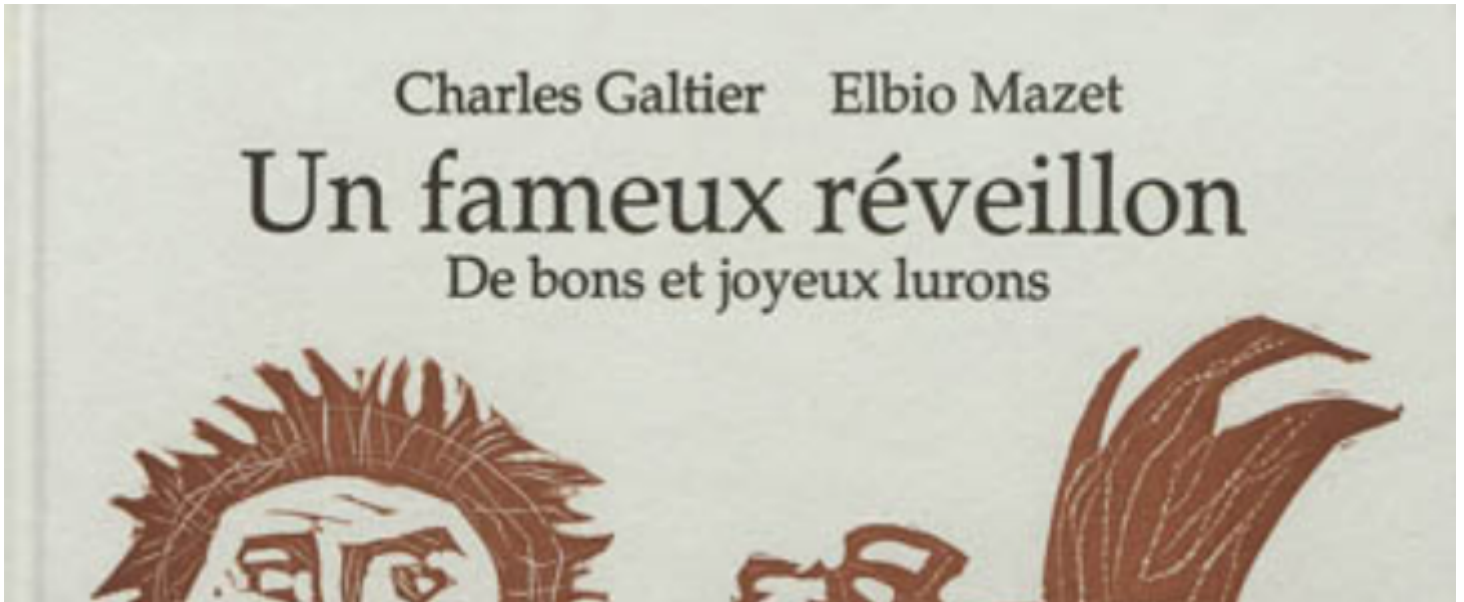 Charles Galtier Elbio Mazet
Un fameux réveillon
De bons et joyeux lurons